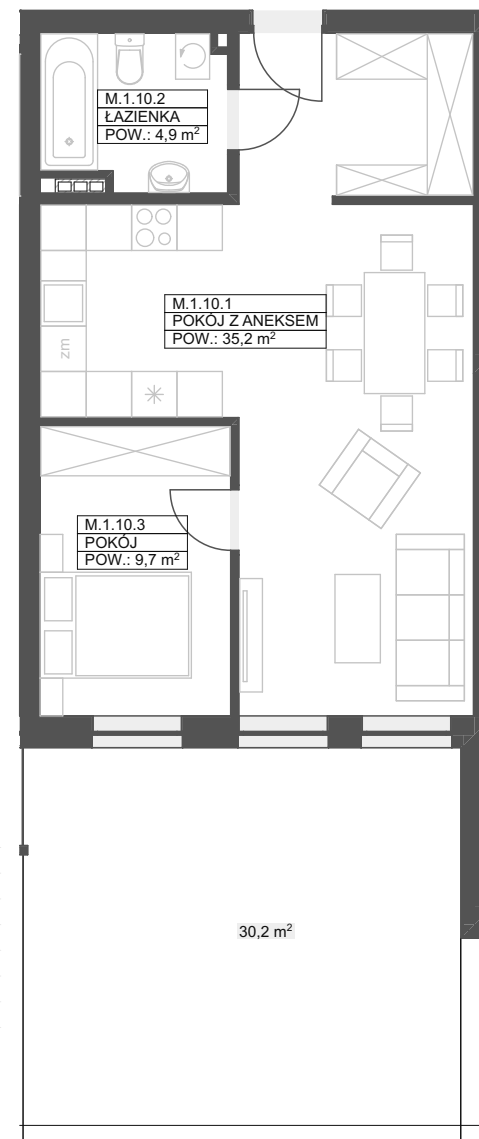 M.1.10.2
ŁAZIENKA
POW.: 4,9 m²
M.1.10.1
POKÓJ Z ANEKSEM
POW.: 35,2 m²
zm
M.1.10.3
POKÓJ
POW.: 9,7 m²
30,2 m²